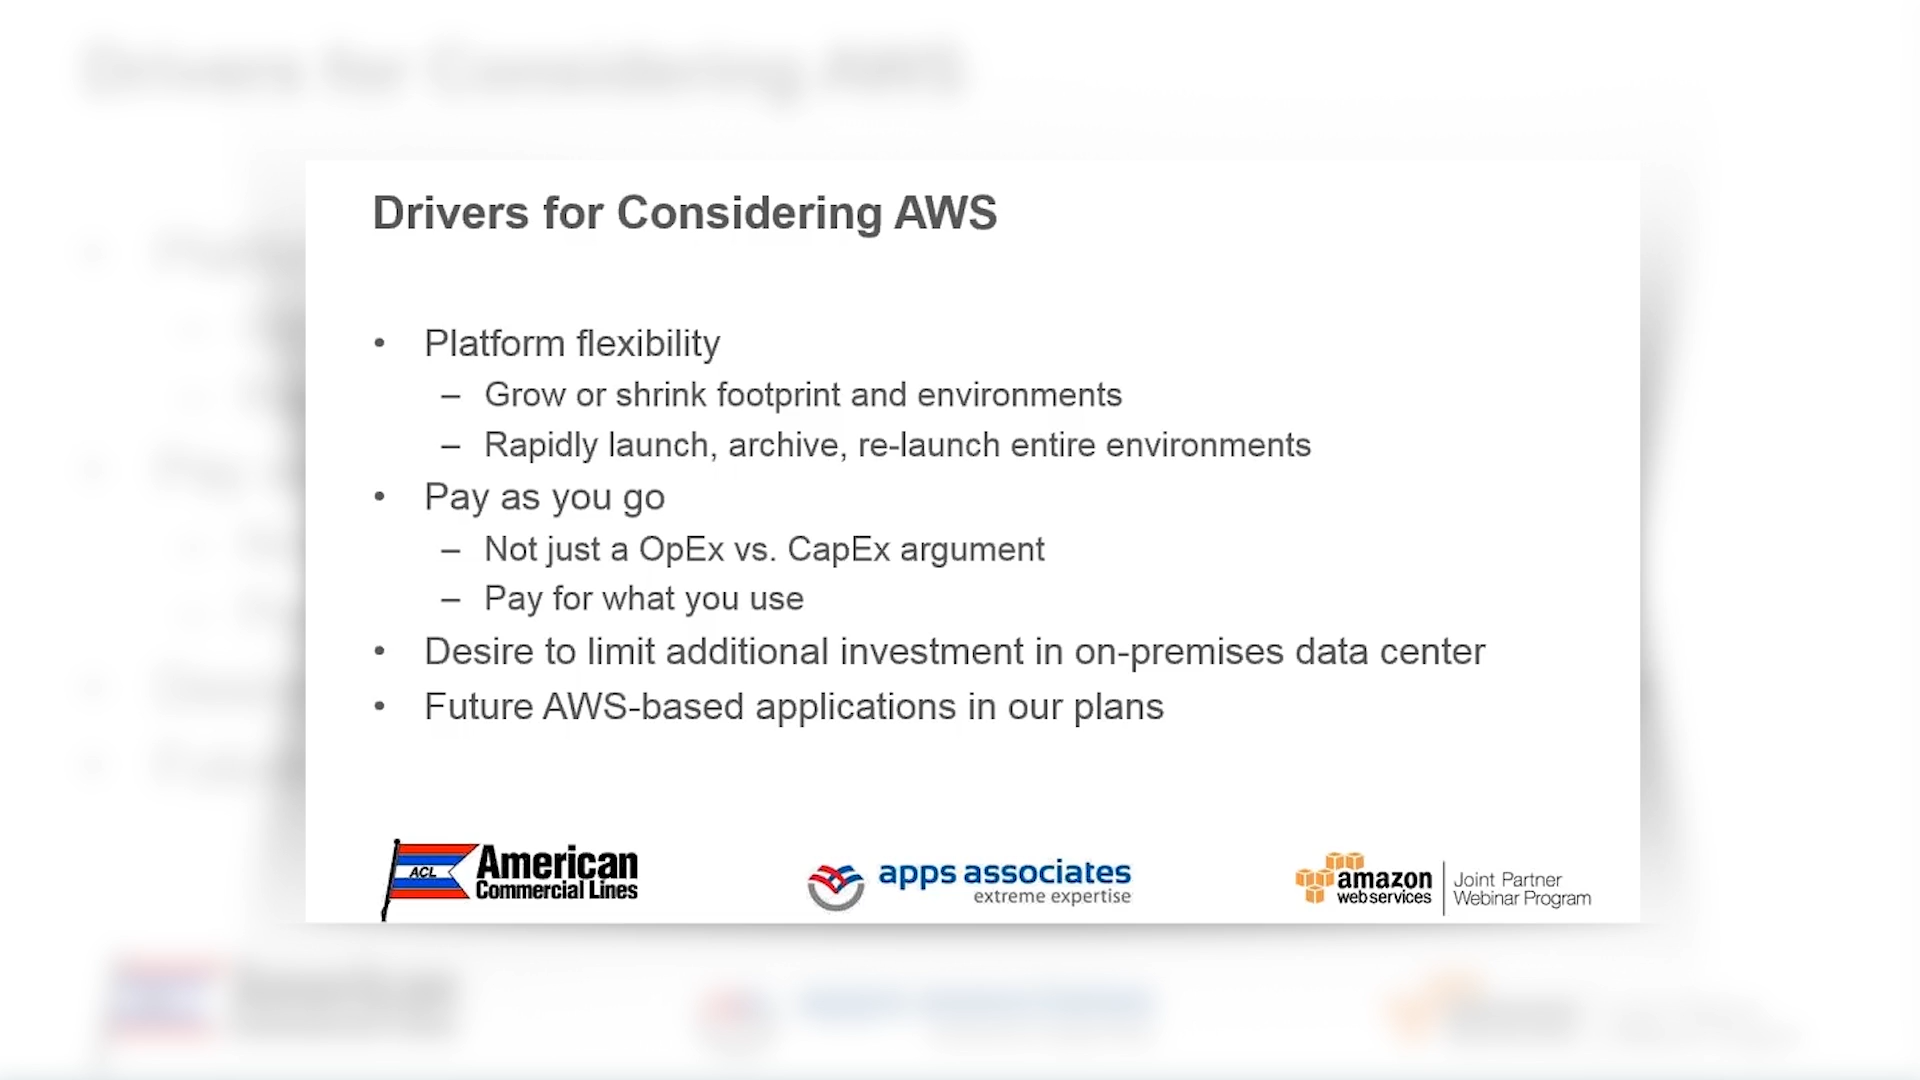 Drivers for Considering AWS
• Platform flexibility
– Grow or shrink footprint and environments
– Rapidly launch, archive, re-launch entire environments
• Pay as you go
– Not just a OpEx vs. CapEx argument
– Pay for what you use
• Desire to limit additional investment in on-premises data center
• Future AWS-based applications in our plans
ACL
American
Commercial Lines
apps associates
extreme expertise
amazon
webservices
Joint Partner
Webinar Program